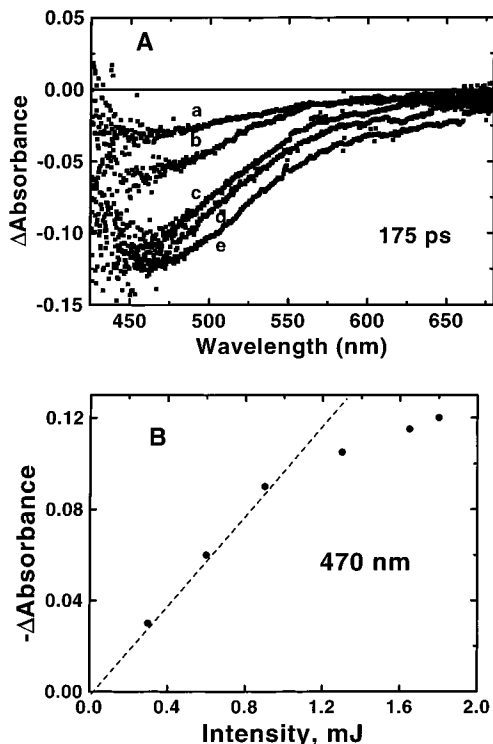 A
0.05
0.00
-0.05
-0.10
-0.15
ΔAbsorbance
a
b
c
d
e
175 ps
450 500 550 600 650
Wavelength (nm)
B
0.12
0.08
0.04
0.00
-ΔAbsorbance
470 nm
0.0 0.4 0.8 1.2 1.6 2.0
Intensity, mJ